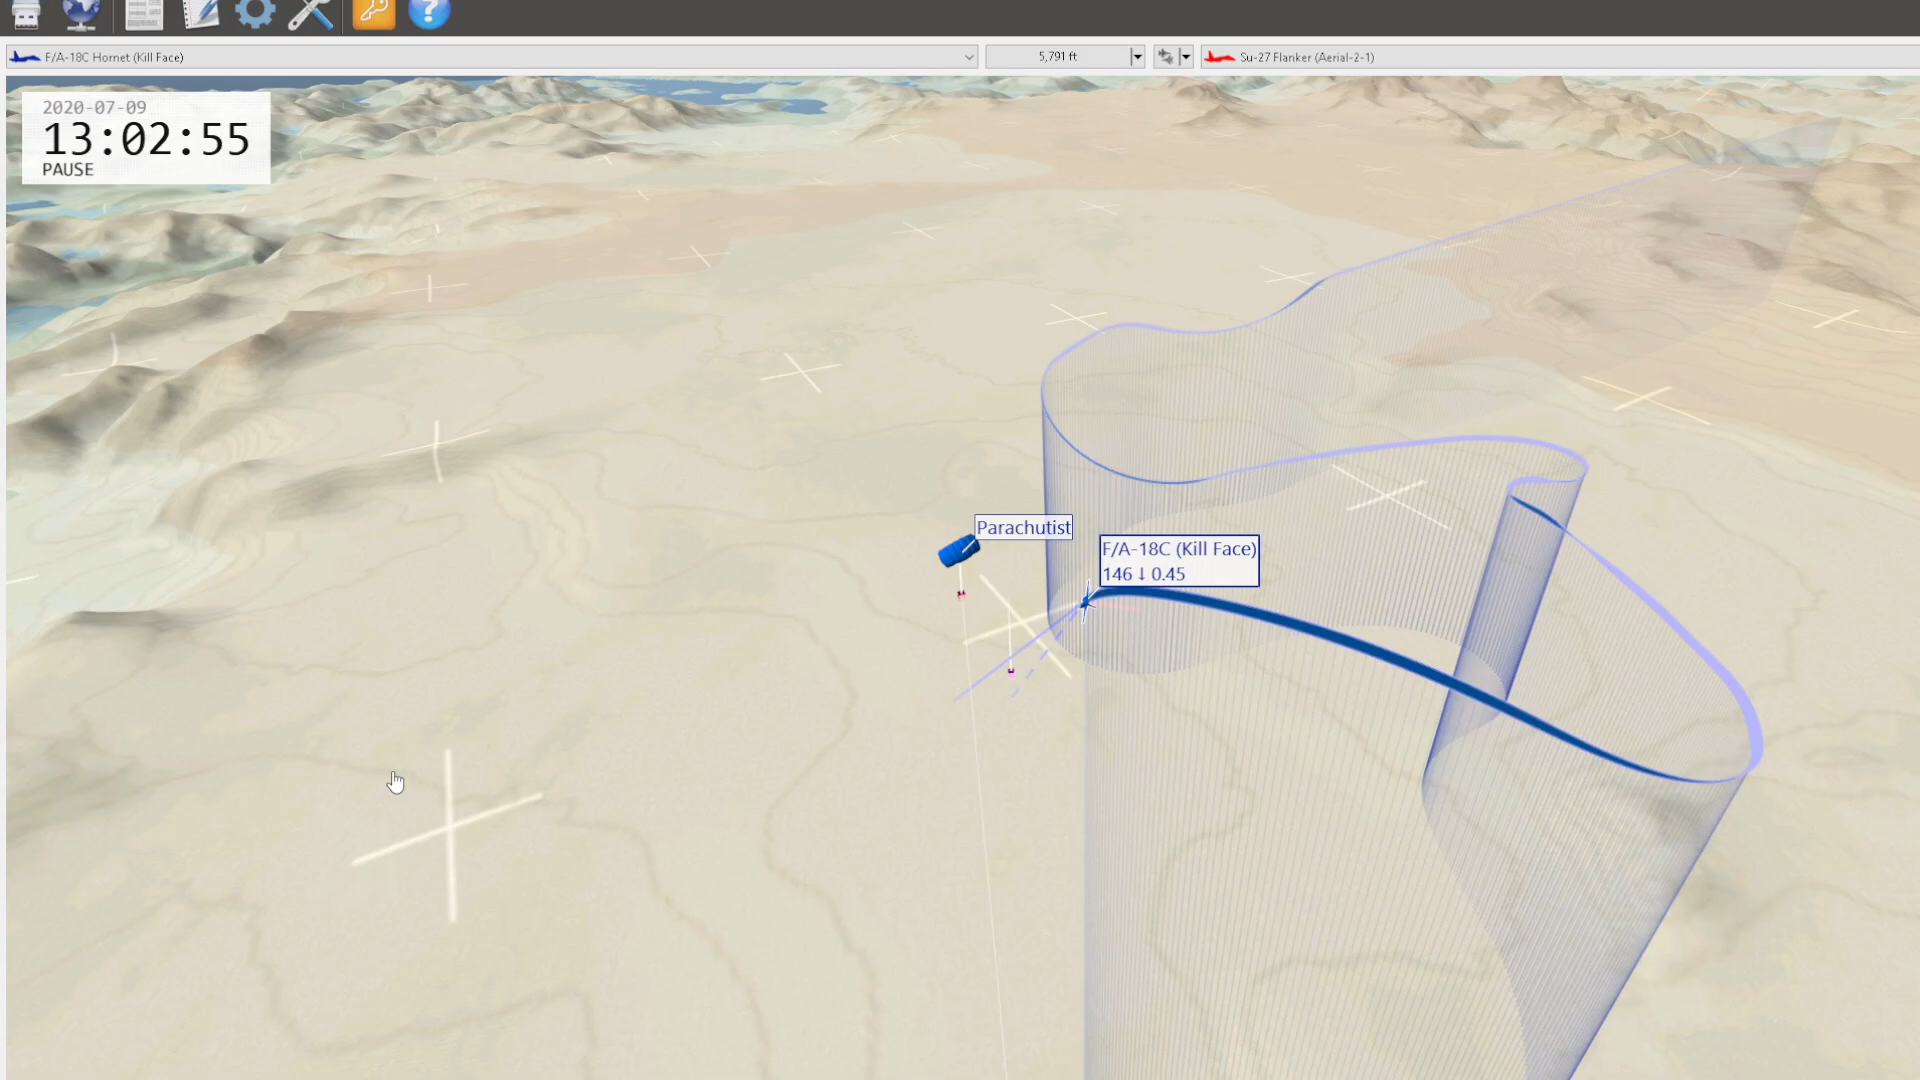 F/A-18C Hornet (Kill Face)
5,791 ft
Su-27 Flanker (Aerial-2-1)
2020-07-09
13:02:55
PAUSE
Parachutist
F/A-18C (Kill Face)
146 ↓ 0.45